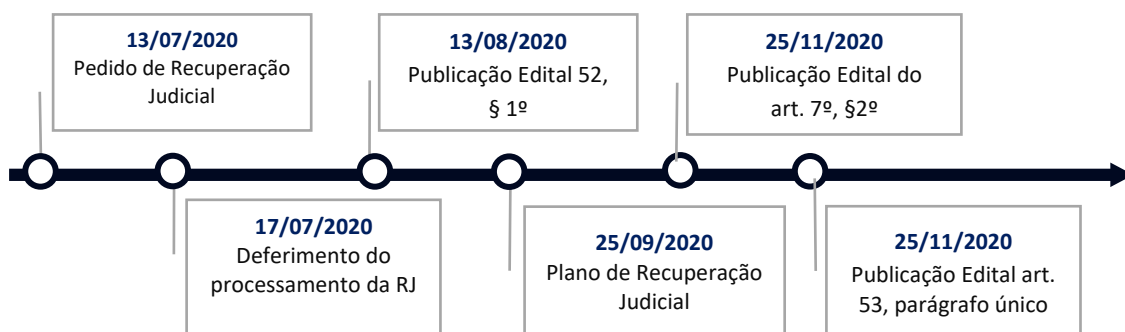 13/07/2020
Pedido de Recuperação
Judicial
13/08/2020
Publicação Edital 52,
§ 1º
25/11/2020
Publicação Edital do
art. 7º, §2º
17/07/2020
Deferimento do
processamento da RJ
25/09/2020
Plano de Recuperação
Judicial
25/11/2020
Publicação Edital art.
53, parágrafo único